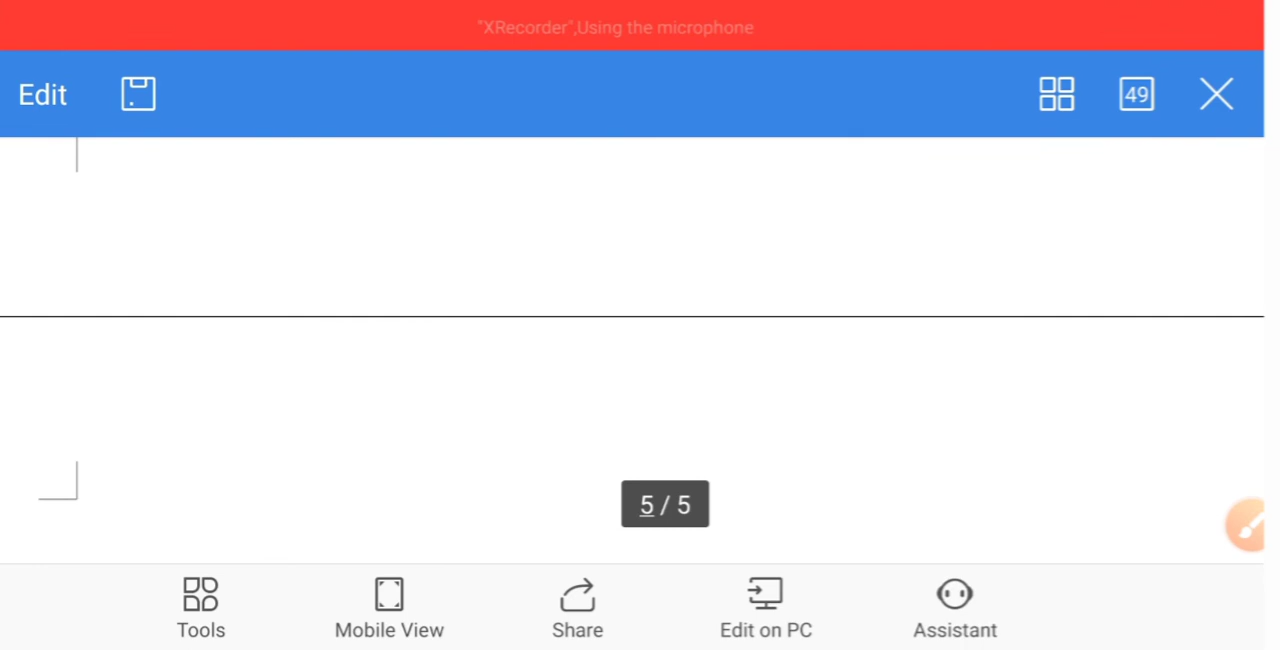 "XRecorder",Using the microphone
Edit
49
5 / 5
Tools
Mobile View
Share
Edit on PC
Assistant